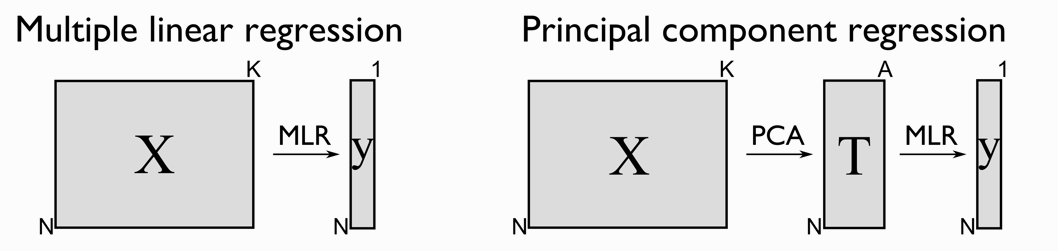 Multiple linear regression
K
1
X
MLR
y
N
N
Principal component regression
K
A
1
X
PCA
T
MLR
y
N
N
N